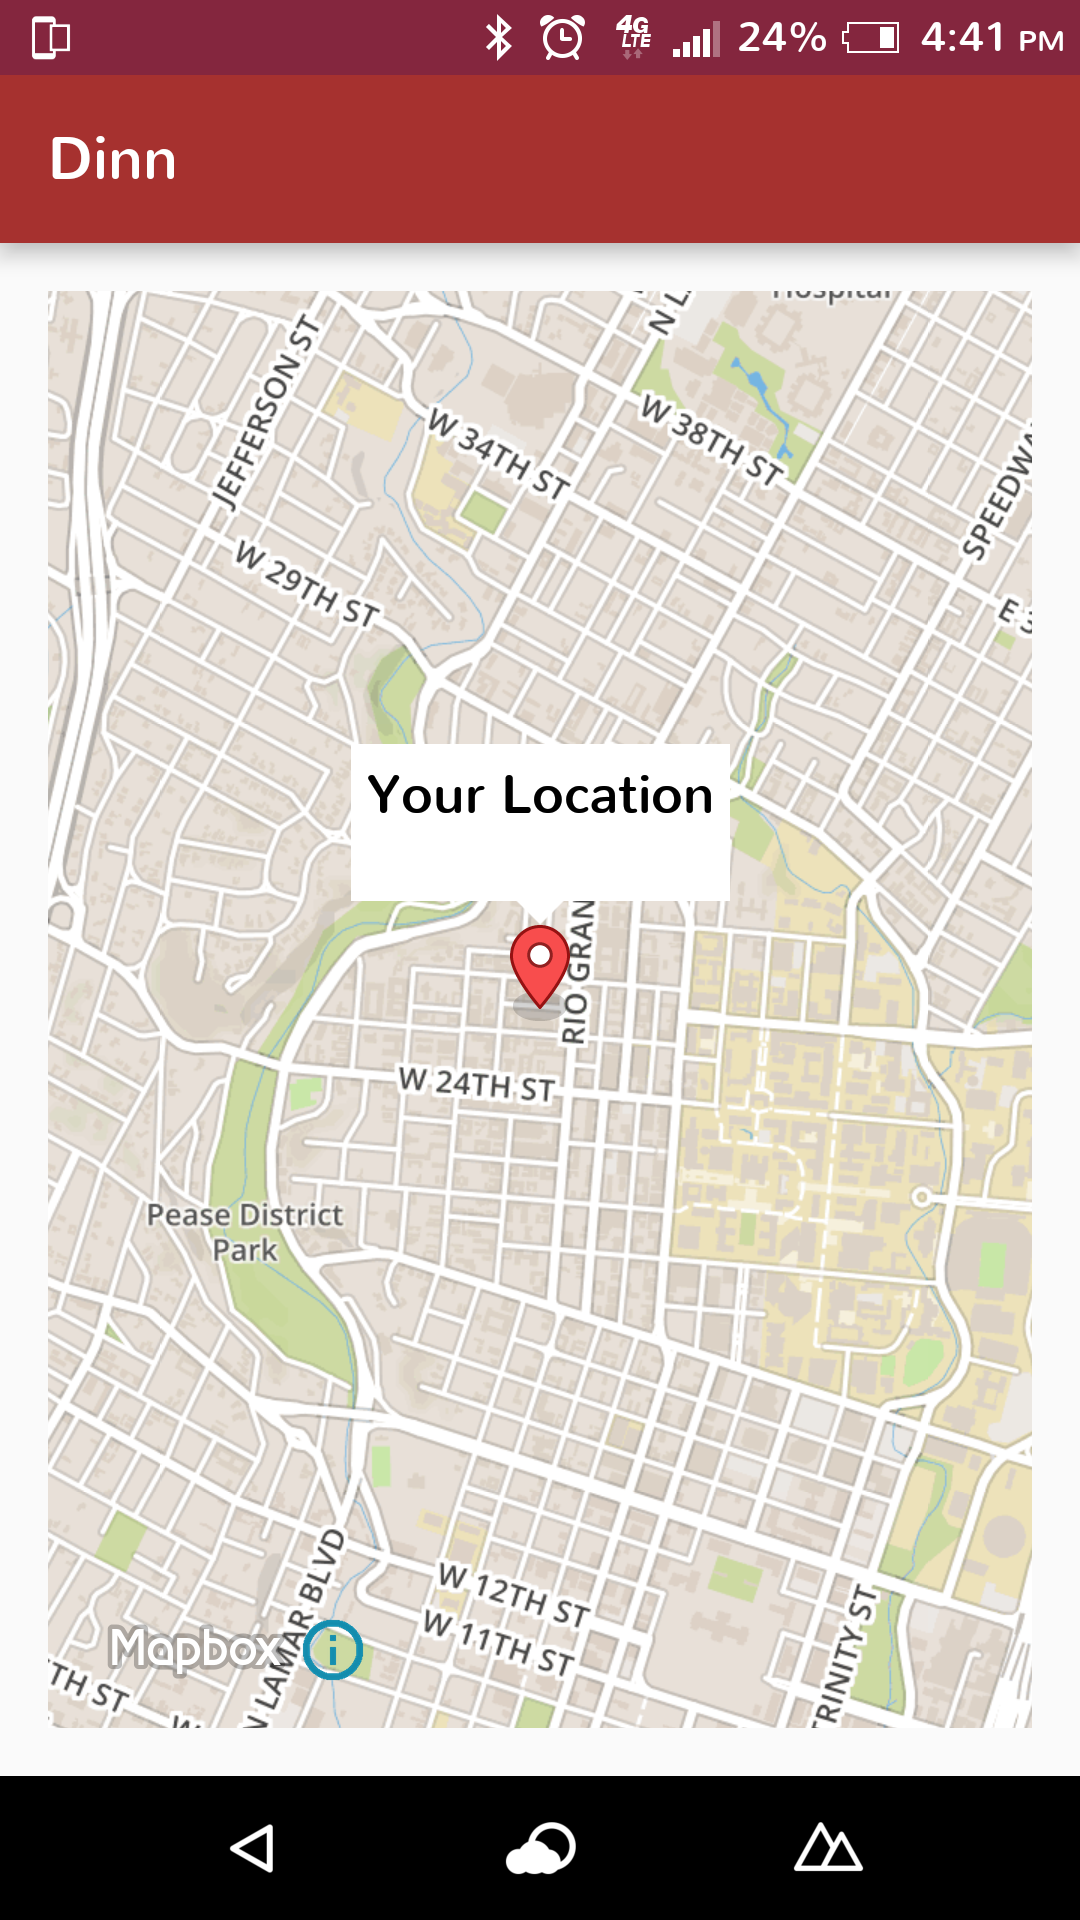 24% 4:41 PM
4G
LTE
Dinn
Hospital
N L
JEFFERSON ST
W 34TH ST
W 38TH ST
SPEEDWA
W 29TH ST
E 3
Your Location
RIO GRAN
W 24TH ST
Pease District
Park
W 12TH ST
W 11TH ST
N LAMAR BLVD
TRINITY ST
Mapbox
TH ST
W